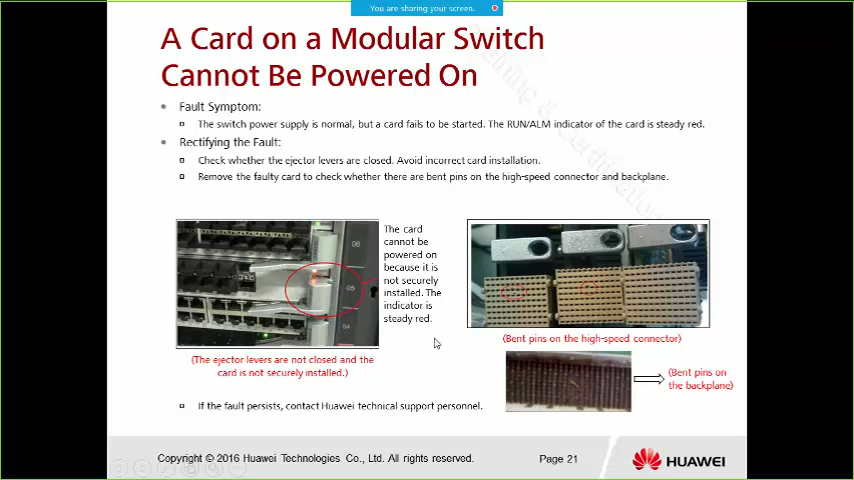 You are sharing your screen.
A Card on a Modular Switch
Cannot Be Powered On
Fault Symptom:
The switch power supply is normal, but a card fails to be started. The RUN/ALM indicator of the card is steady red.
Rectifying the Fault:
Check whether the ejector levers are closed. Avoid incorrect card installation.
Remove the faulty card to check whether there are bent pins on the high-speed connector and backplane.
06
05
04
The card
cannot be
powered on
because it is
not securely
installed. The
indicator is
steady red.
(The ejector levers are not closed and the
card is not securely installed.)
(Bent pins on the high-speed connector)
(Bent pins on
the backplane)
If the fault persists, contact Huawei technical support personnel.
Copyright © 2016 Huawei Technologies Co., Ltd. All rights reserved.
Page 21
HUAWEI